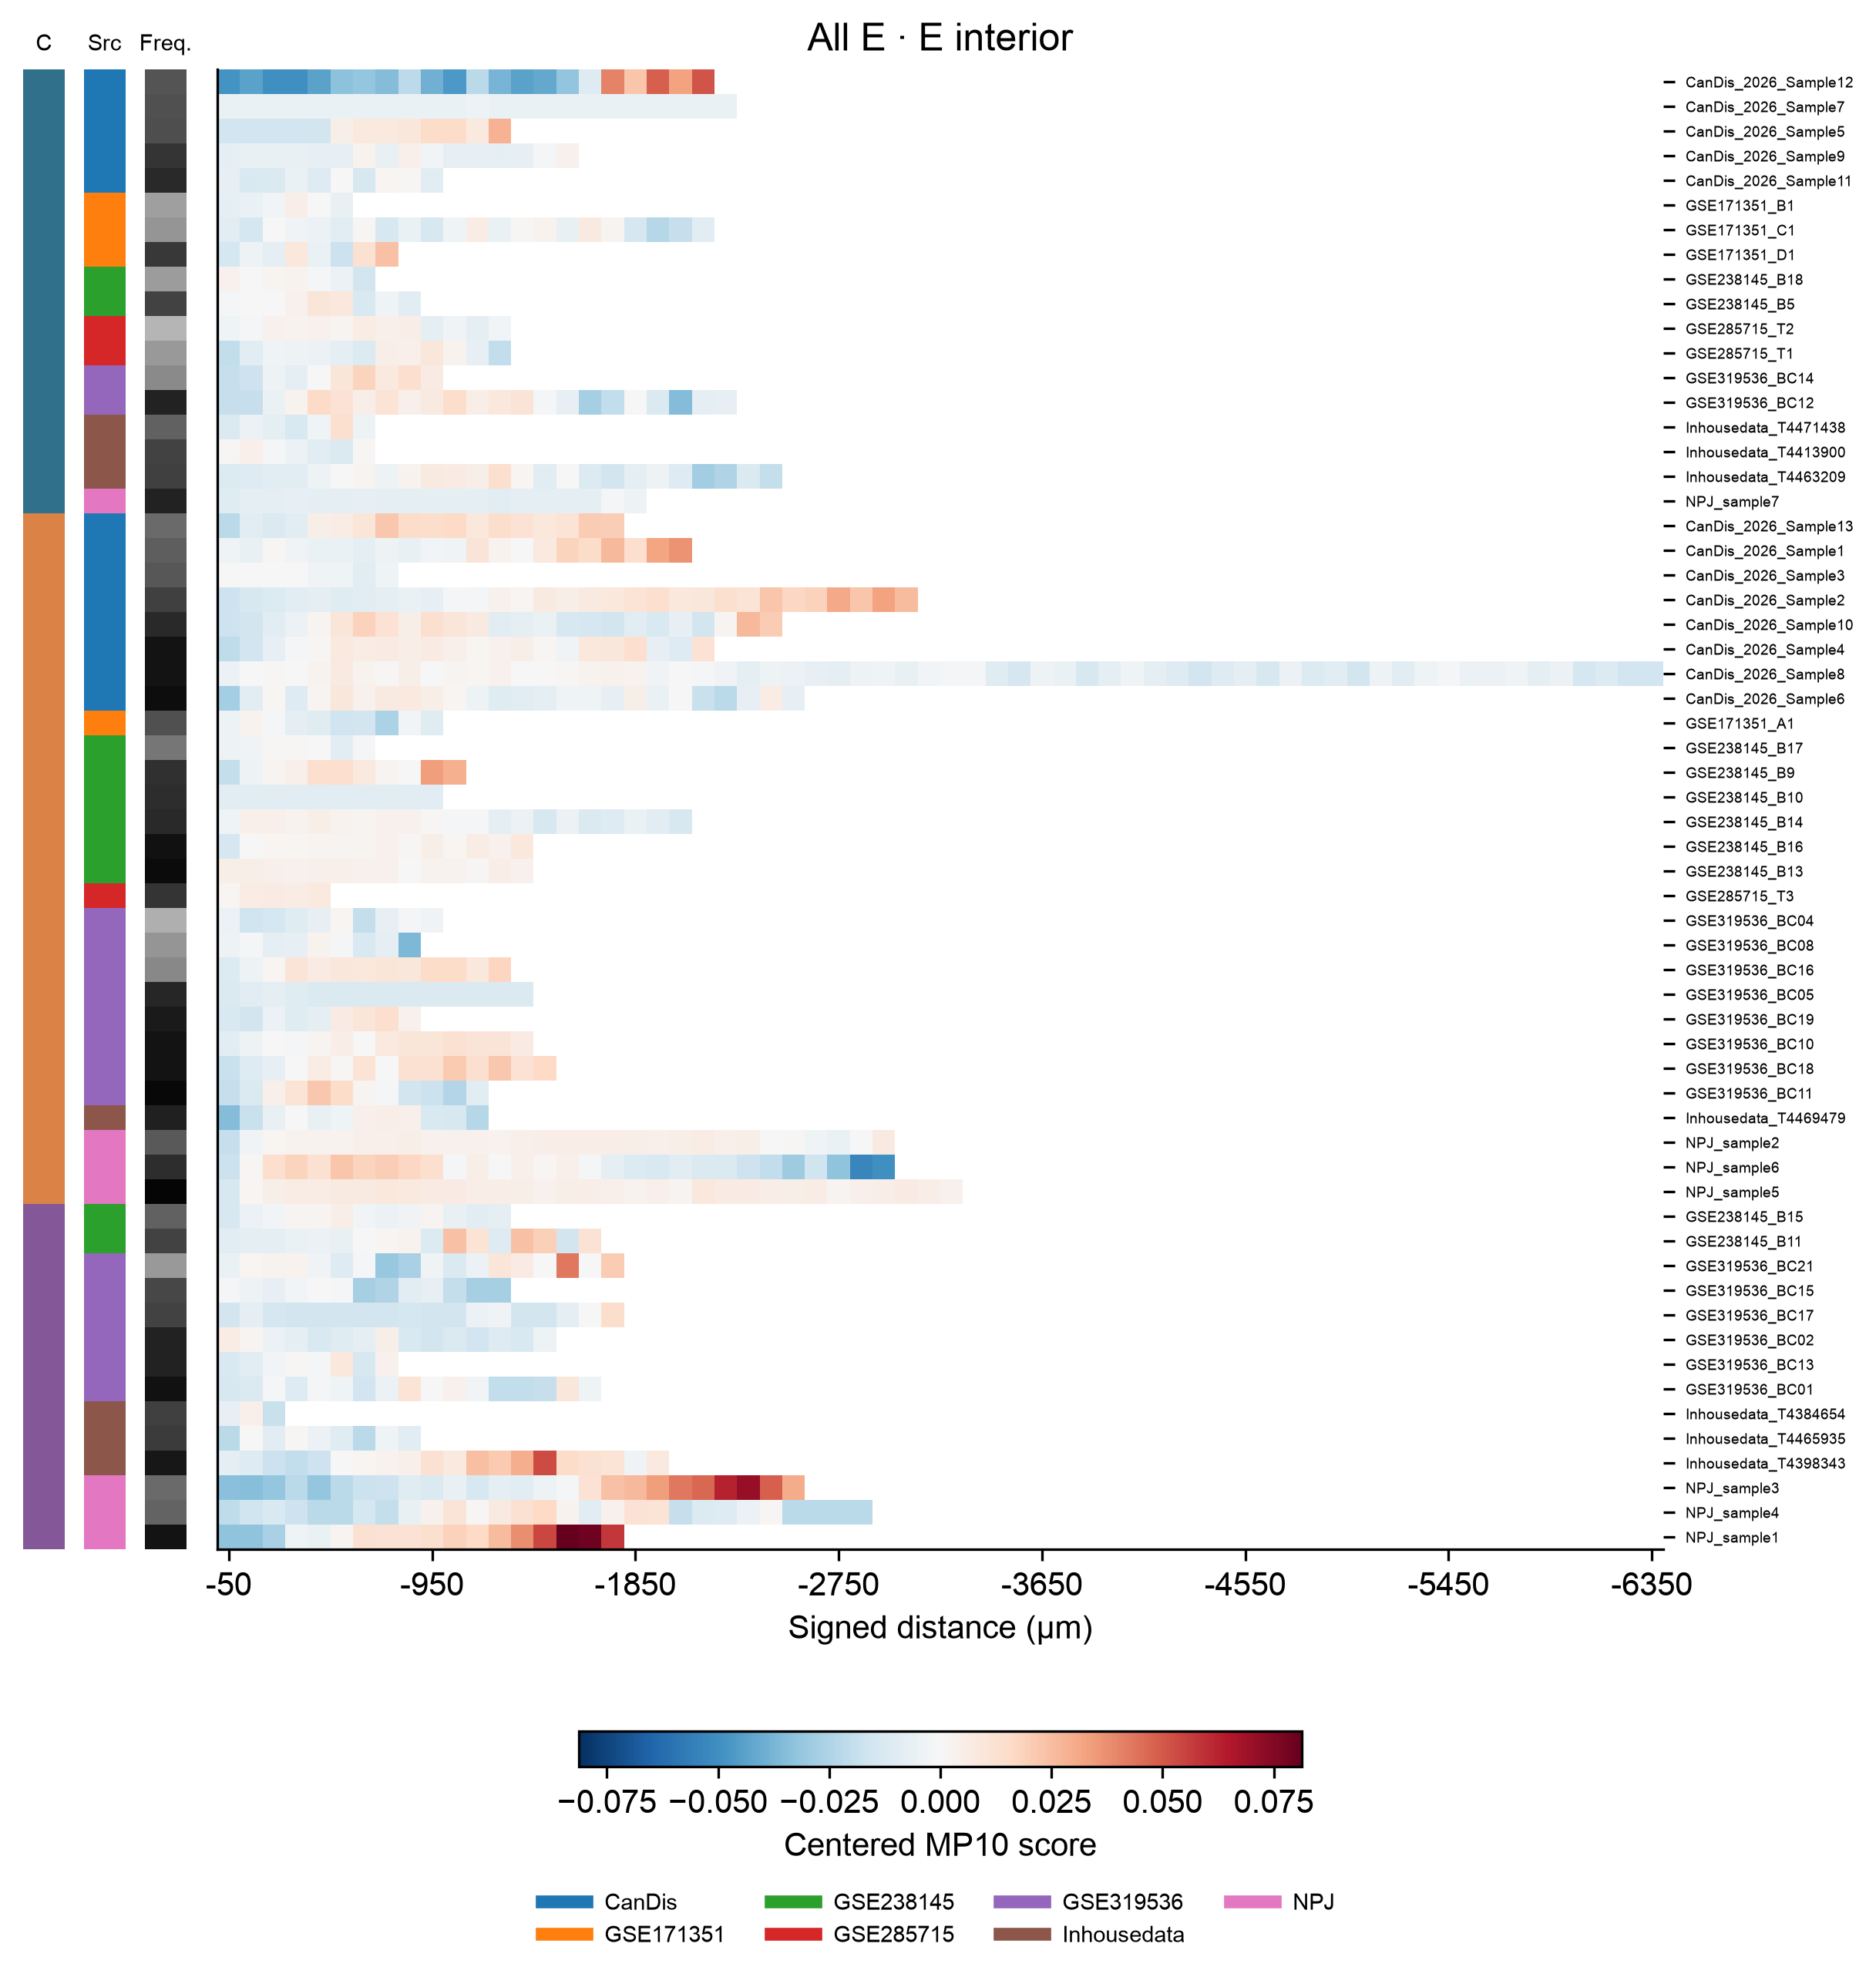 All E · E interior
C Src Freq.
CanDis_2026_Sample12
CanDis_2026_Sample7
CanDis_2026_Sample5
CanDis_2026_Sample9
CanDis_2026_Sample11
GSE171351_B1
GSE171351_C1
GSE171351_D1
GSE238145_B18
GSE238145_B5
GSE285715_T2
GSE285715_T1
GSE319536_BC14
GSE319536_BC12
Inhousedata_T4471438
Inhousedata_T4413900
Inhousedata_T4463209
NPJ_sample7
CanDis_2026_Sample13
CanDis_2026_Sample1
CanDis_2026_Sample3
CanDis_2026_Sample2
CanDis_2026_Sample10
CanDis_2026_Sample4
CanDis_2026_Sample8
CanDis_2026_Sample6
GSE171351_A1
GSE238145_B17
GSE238145_B9
GSE238145_B10
GSE238145_B14
GSE238145_B16
GSE238145_B13
GSE285715_T3
GSE319536_BC04
GSE319536_BC08
GSE319536_BC16
GSE319536_BC05
GSE319536_BC19
GSE319536_BC10
GSE319536_BC18
GSE319536_BC11
Inhousedata_T4469479
NPJ_sample2
NPJ_sample6
NPJ_sample5
GSE238145_B15
GSE238145_B11
GSE319536_BC21
GSE319536_BC15
GSE319536_BC17
GSE319536_BC02
GSE319536_BC13
GSE319536_BC01
Inhousedata_T4384654
Inhousedata_T4465935
Inhousedata_T4398343
NPJ_sample3
NPJ_sample4
NPJ_sample1
-50 -950 -1850 -2750 -3650 -4550 -5450 -6350
Signed distance (µm)
−0.075 −0.050 −0.025 0.000 0.025 0.050 0.075
Centered MP10 score
CanDis GSE238145 GSE319536 NPJ
GSE171351 GSE285715 Inhousedata